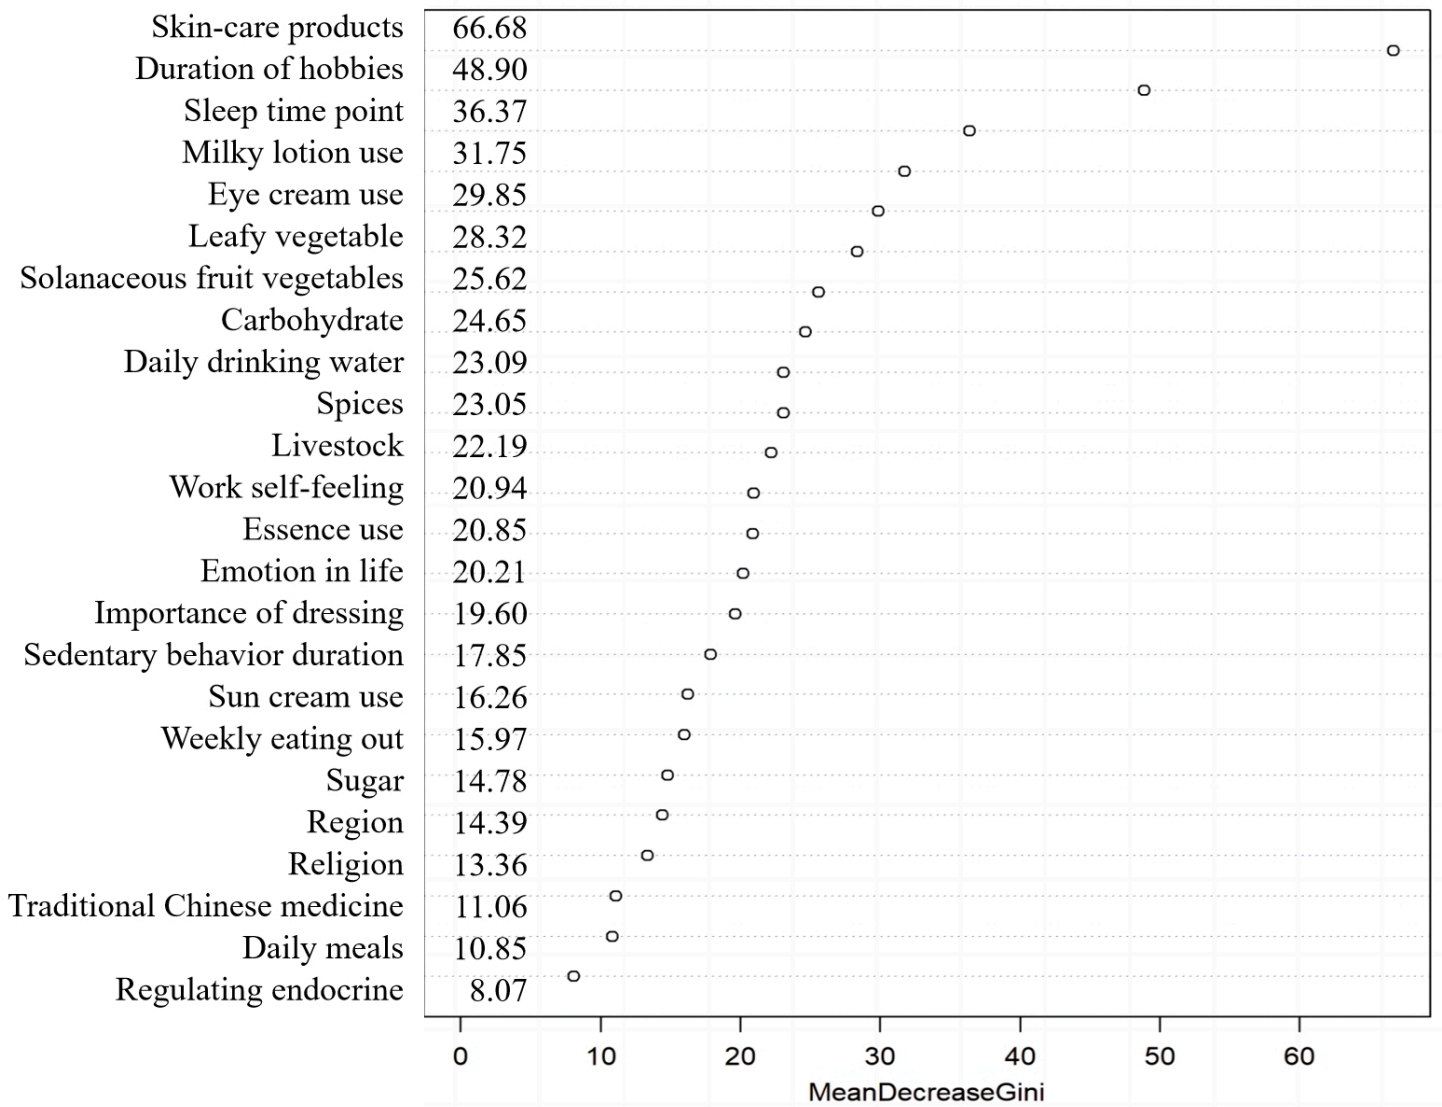 Skin-care products 66.68
Duration of hobbies 48.90
Sleep time point 36.37
Milky lotion use 31.75
Eye cream use 29.85
Leafy vegetable 28.32
Solanaceous fruit vegetables 25.62
Carbohydrate 24.65
Daily drinking water 23.09
Spices 23.05
Livestock 22.19
Work self-feeling 20.94
Essence use 20.85
Emotion in life 20.21
Importance of dressing 19.60
Sedentary behavior duration 17.85
Sun cream use 16.26
Weekly eating out 15.97
Sugar 14.78
Region 14.39
Religion 13.36
Traditional Chinese medicine 11.06
Daily meals 10.85
Regulating endocrine 8.07
0 10 20 30 40 50 60
MeanDecreaseGini